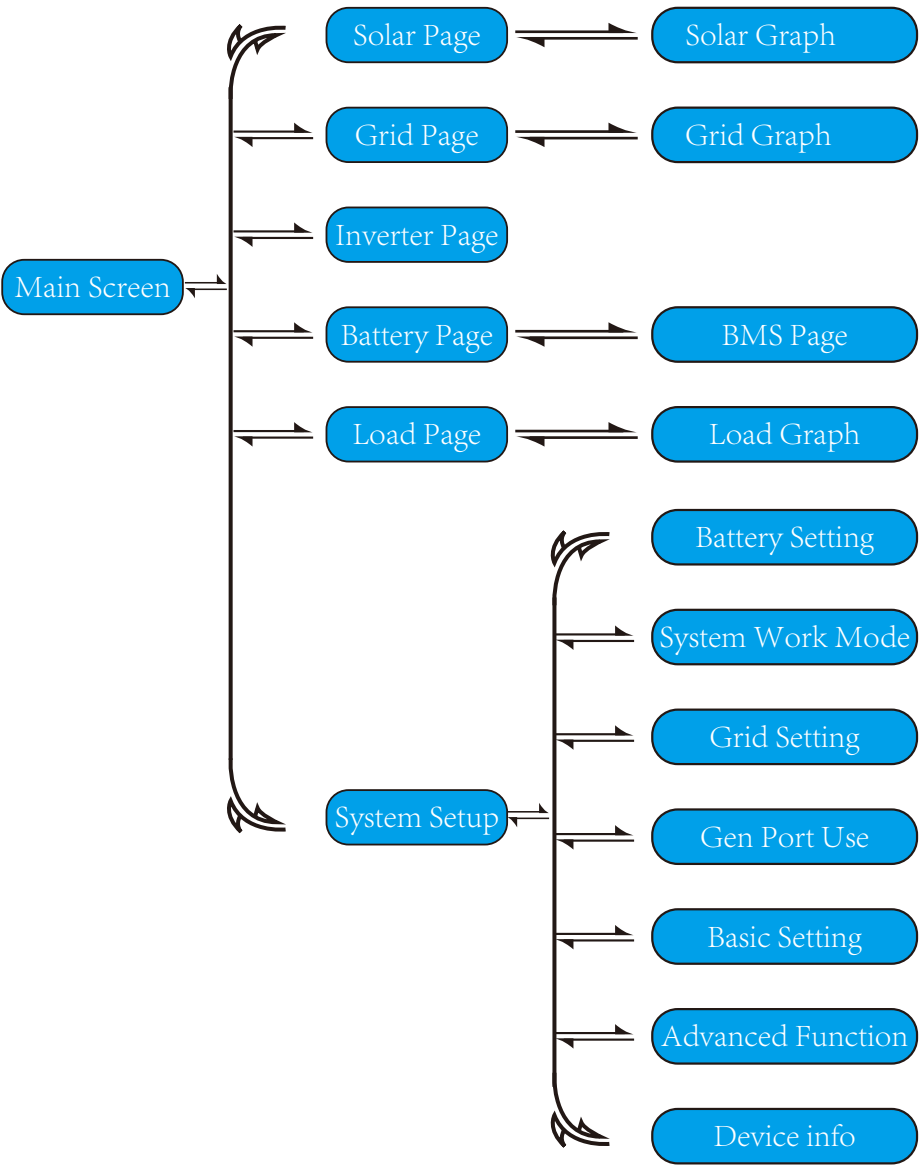 Solar Page
Solar Graph
Grid Page
Grid Graph
Inverter Page
Main Screen
Battery Page
BMS Page
Load Page
Load Graph
Battery Setting
System Work Mode
Grid Setting
System Setup
Gen Port Use
Basic Setting
Advanced Function
Device info